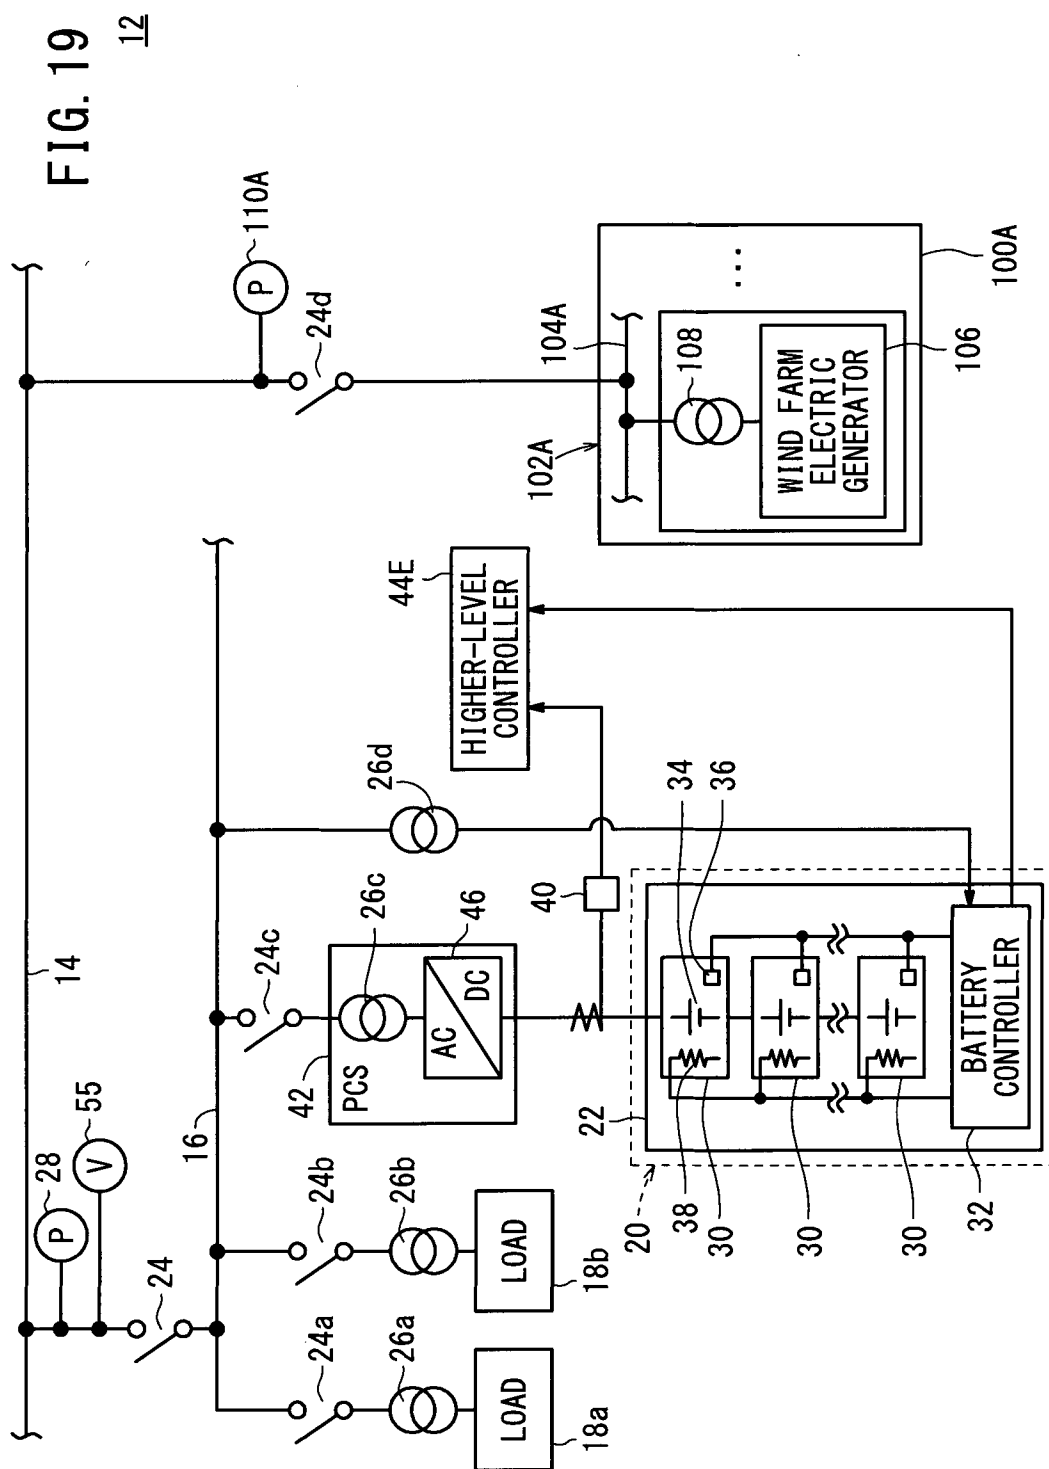 FIG. 19
12
14
28
P
55
V
24
16
110A
P
24d
24a
26a
LOAD
18a
24b
26b
LOAD
18b
24c
42
26c
PCS
46
AC
DC
26d
40
44E
HIGHER-LEVEL
CONTROLLER
102A
104A
108
WIND FARM
ELECTRIC
GENERATOR
106
100A
...
20
22
34
36
38
30
30
30
BATTERY
CONTROLLER
32